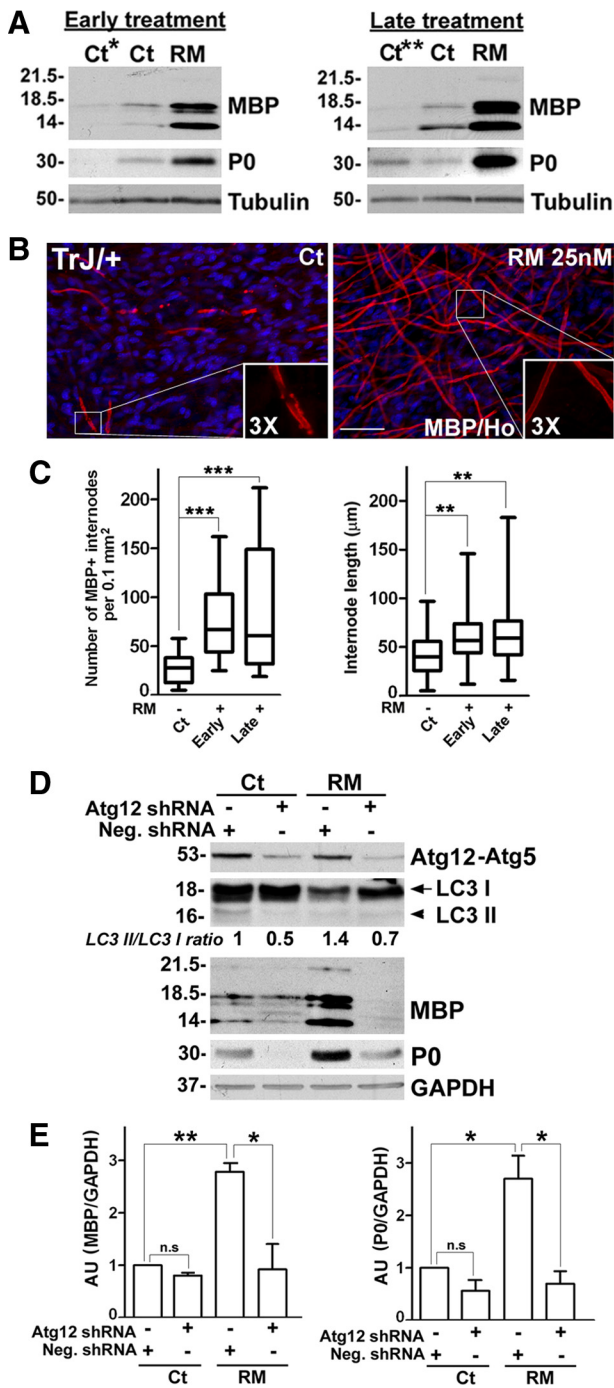 A
Early treatment
Late treatment
Ct* Ct RM
Ct** Ct RM
21.5-
18.5-
14-
MBP
30-
P0
50-
Tubulin
21.5-
18.5-
14-
MBP
30-
P0
50-
Tubulin
B
TrJ/+
Ct
3X
RM 25nM
MBP/Ho
3X
C
Number of MBP+ internodes
per 0.1 mm²
200
150
100
50
0
***
***
RM - + +
Ct Early Late
Internode length (μm)
200
150
100
50
0
**
**
RM - + +
Ct Early Late
D
Ct RM
Atg12 shRNA - + - +
Neg. shRNA + - + -
53- Atg12-Atg5
18- LC3 I
16- LC3 II
LC3 II/LC3 I ratio 1 0.5 1.4 0.7
21.5-
18.5-
14-
MBP
30- P0
37- GAPDH
E
AU (MBP/GAPDH)
3
2
1
0
** *
n.s
Atg12 shRNA - + - +
Neg. shRNA + - + -
Ct RM
AU (P0/GAPDH)
3
2
1
0
* *
n.s
Atg12 shRNA - + - +
Neg. shRNA + - + -
Ct RM